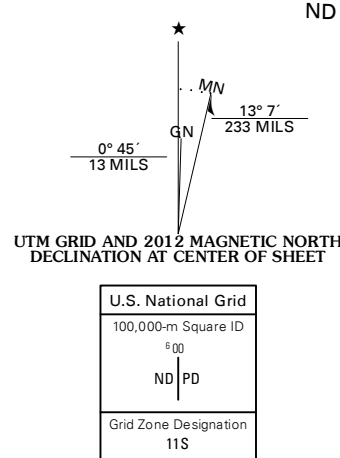 ND
★
MN
GN
13° 7´
233 MILS
0° 45´
13 MILS
UTM GRID AND 2012 MAGNETIC NORTH
DECLINATION AT CENTER OF SHEET
U.S. National Grid
100,000-m Square ID
⁶00
ND PD
Grid Zone Designation
11S